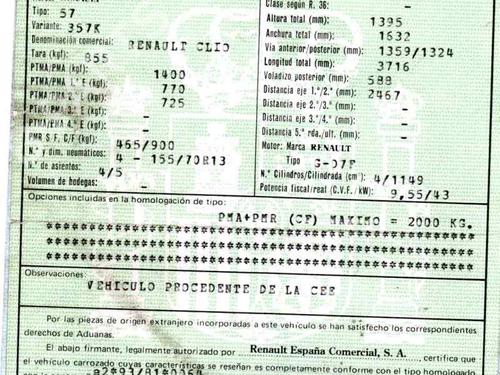 Tipo: 57
Variante: 357K
Denominación comercial: RENAULT CLIO
Tara (kgf): 855
PTMA/PMA (kgf): 1400
PTMA/PMA 1.º E (kgf): 770
PTMA/PMA 2.º E (kgf): 725
PTMA/PMA 3.º E (kgf): -
PTMA/PMA 4.º E (kgf): -
PMR S.F. C/F (kgf): 465/900
N.º y dim. neumáticos: 4 - 155/70R13
N.º de asientos: 4/5
Volumen de bodegas: -
Clase según R. 36: -
Altura total (mm): 1395
Anchura total (mm): 1632
Vía anterior/posterior (mm): 1359/1324
Longitud total (mm): 3716
Voladizo posterior (mm): 588
Distancia eje 1.º/2.º (mm): 2467
Distancia eje 2.º/3.º (mm): -
Distancia eje 3.º/4.º (mm): -
Distancia 5.ª rda./últ. (mm): -
Motor: Marca RENAULT
Tipo G-07F
N.º Cilindros/Cilindrada (cm³): 4/1149
Potencia fiscal/real (C.V.F./kW): 9,55/43
Opciones incluidas en la homologación de tipo:
PMA+PMR (CF) MAXIMO = 2000 KG.
Observaciones:
VEHICULO PROCEDENTE DE LA CEE
Por las piezas de origen extranjero incorporadas a este vehículo se han satisfecho los correspondientes
derechos de Aduanas.
El abajo firmante, legalmente autorizado por Renault España Comercial, S. A. certifica que
el vehículo carrozado cuyas características se reseñan es completamente conforme con el tipo homologado